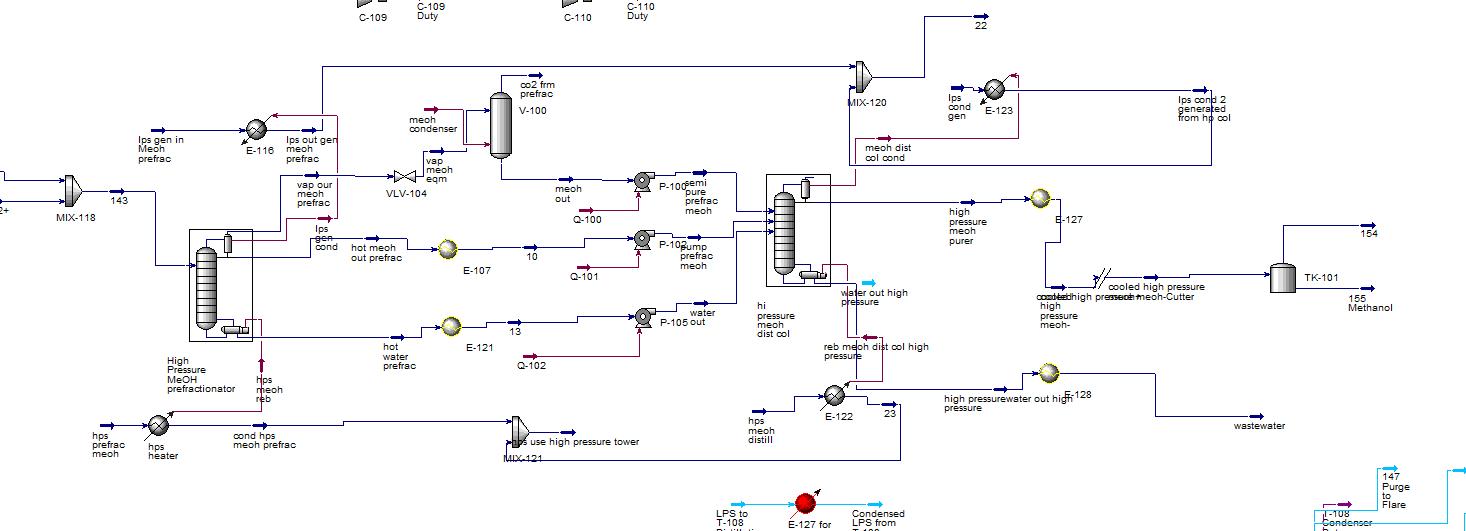 C-109
C-109
Duty
C-110
C-110
Duty
22
co2 frm
prefrac
V-100
meoh
condenser
MIX-120
lps
cond
gen
E-123
lps cond 2
generated
from hp col
lps gen in
Meoh
prefrac
E-116
lps out gen
meoh
prefrac
meoh dist
col cond
vap
meoh
eqm
VLV-104
vap our
meoh
prefrac
meoh
out
P-100
semi
pure
prefrac
meoh
2+
MIX-118
143
Q-100
lps
gen
cond
hot meoh
out prefrac
E-107
10
P-102
pump
prefrac
meoh
Q-101
high
pressure
meoh
purer
E-127
154
TK-101
155
Methanol
cooled high pressure
meoh-Cutter
cooled
high
pressure
meoh-
water out high
pressure
hi
pressure
meoh
dist col
hot
water
prefrac
E-121
13
P-105
water
out
Q-102
reb meoh dist col high
pressure
High
Pressure
MeOH
prefractionator
hps
meoh
reb
E-122
23
high pressurewater out high
pressure
E-128
wastewater
hps
prefrac
meoh
hps
heater
cond hps
meoh prefrac
hps use high pressure tower
MIX-121
hps
meoh
distill
LPS to
T-108
E-127 for
Condensed
LPS from
147
Purge
to
Flare
T-108
Condenser